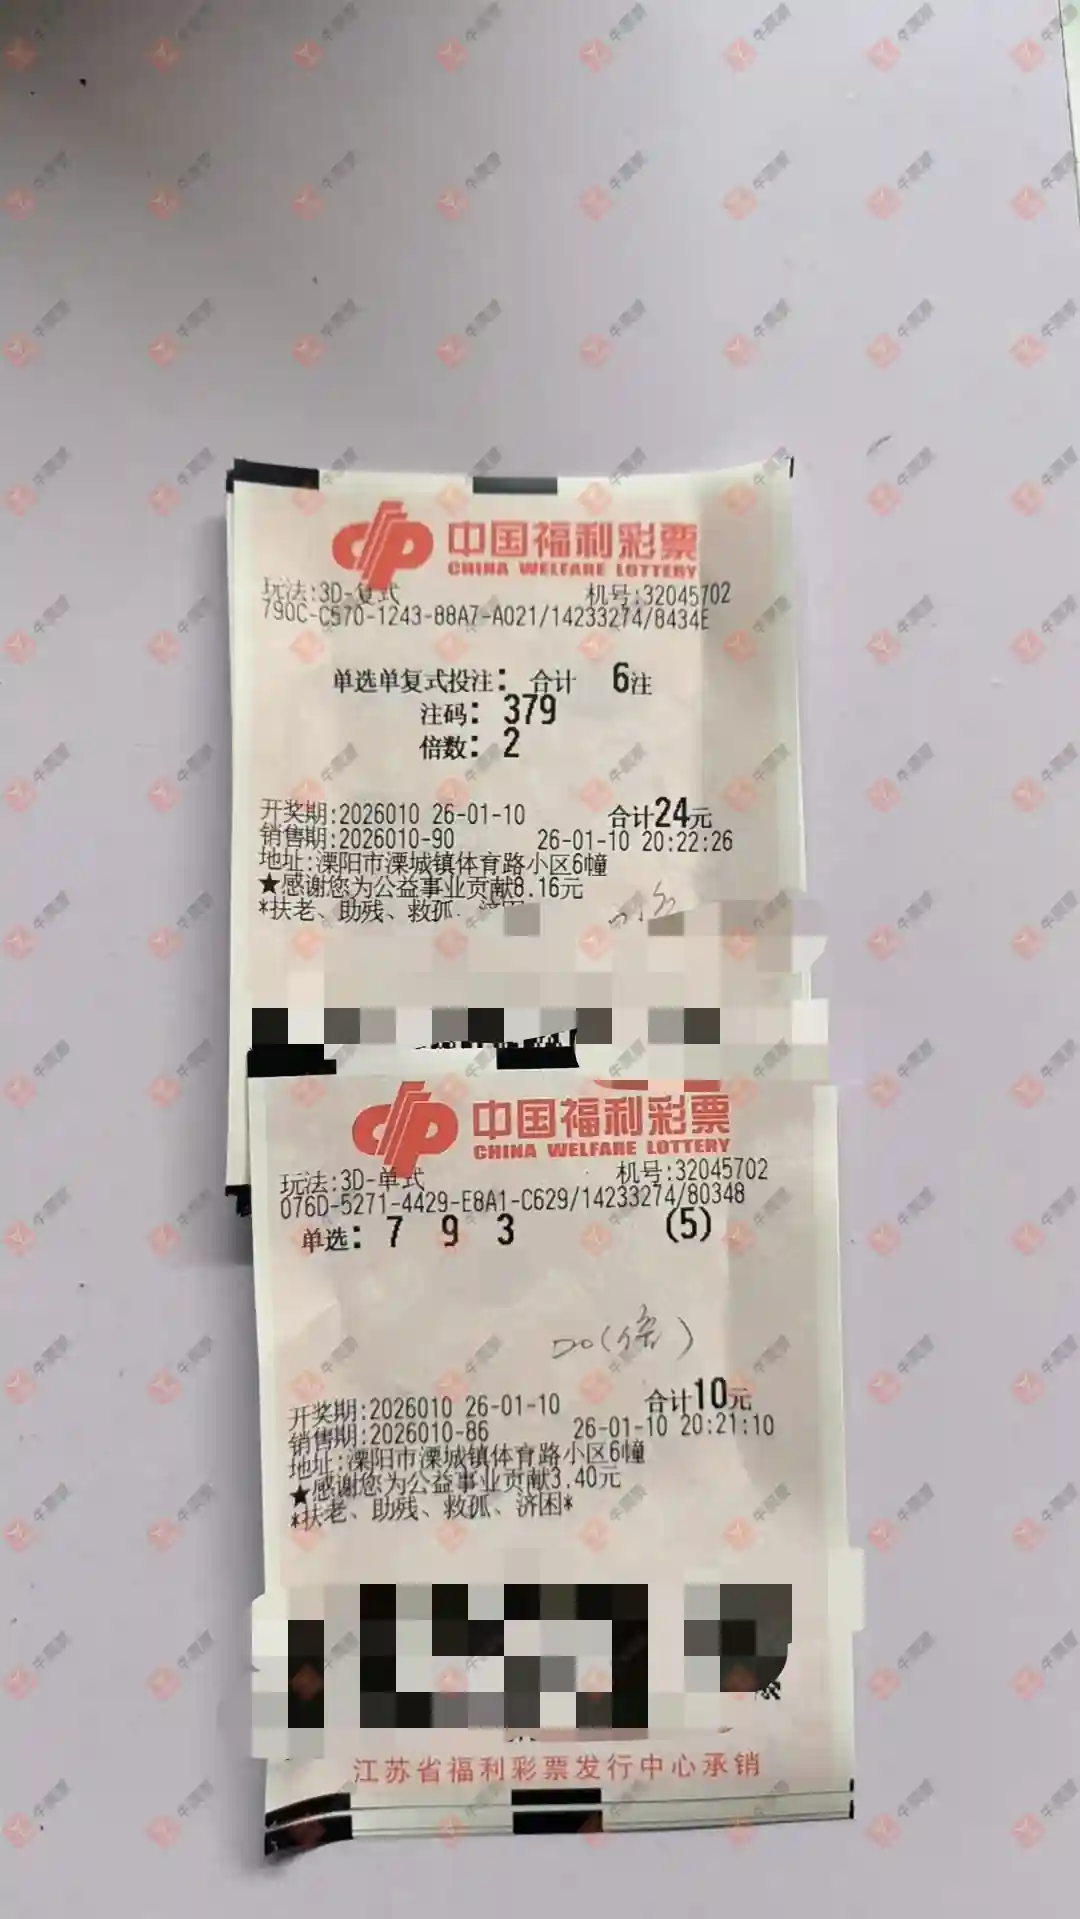 中国福利彩票
CHINA WELFARE LOTTERY
玩法:3D-复式 机号:32045702
790C-C570-1243-88A7-A021/14233274/8434E
单选单复式投注: 合计 6注
注码: 379
倍数: 2
开奖期:2026010 26-01-10 合计24元
销售期:2026010-90 26-01-10 20:22:26
地址:溧阳市溧城镇体育路小区6幢
★感谢您为公益事业贡献8.16元
*扶老、助残、救孤、济困
中国福利彩票
CHINA WELFARE LOTTERY
玩法:3D-单式 机号:32045702
076D-5271-4429-E8A1-C629/14233274/80348
单选: 7 9 3 (5)
20(倍)
开奖期:2026010 26-01-10 合计10元
销售期:2026010-86 26-01-10 20:21:10
地址:溧阳市溧城镇体育路小区6幢
★感谢您为公益事业贡献3.40元
*扶老、助残、救孤、济困*
江苏省福利彩票发行中心承销